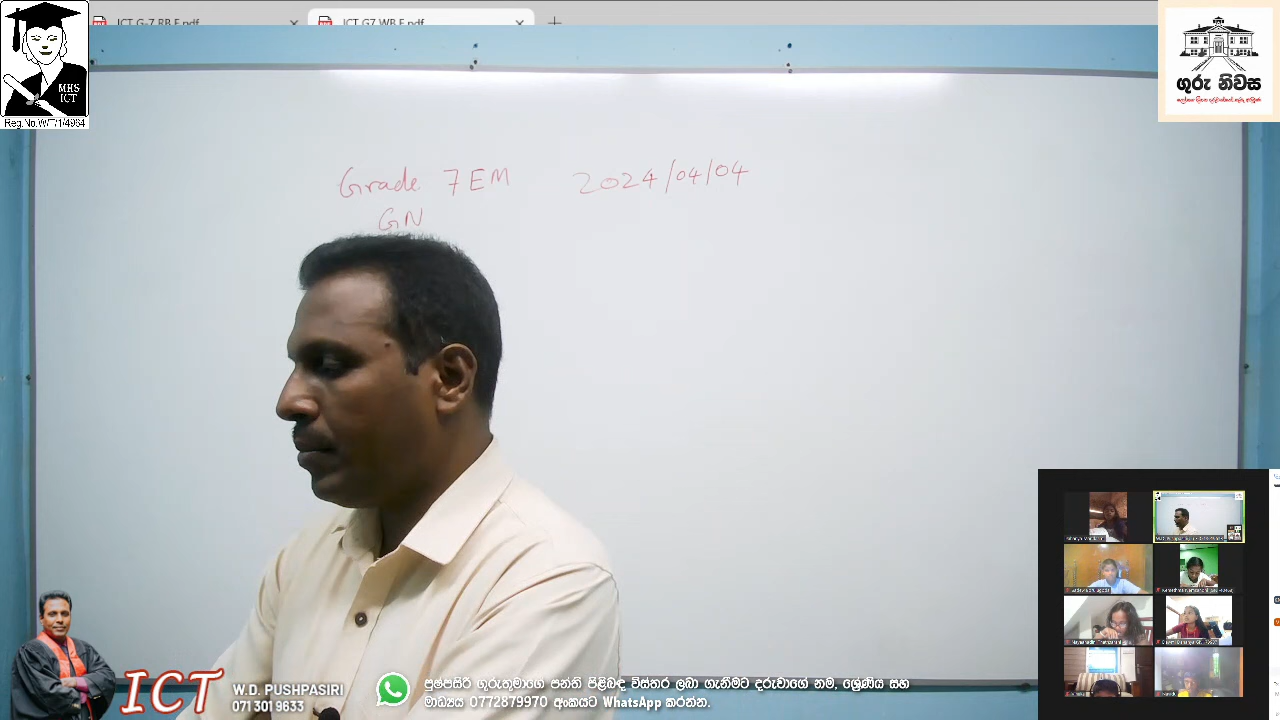 ICT G-7 RB E.pdf
ICT G7 WB E.pdf
MHS
ICT
Reg.No.W/T/1/4964
ගුරු නිවස
Grade 7 EM 2024/04/04
GN
ICT
W.D. PUSHPASIRI
071 301 9633
පුෂ්පසිරි ගුරුතුමාගෙ පන්ති පිළිබඳ විස්තර ලබා ගැනීමට දරුවාගේ නම, ශ්‍රේණිය සහ
මාධ්‍යය 0772879970 අංකයට WhatsApp කරන්න.